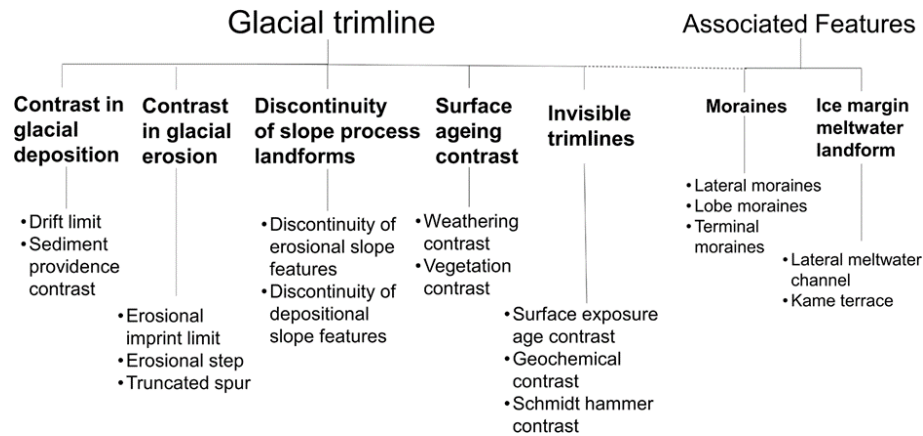 Glacial trimline
Associated Features
Contrast in
glacial
deposition
• Drift limit
• Sediment
providence
contrast
Contrast
in glacial
erosion
• Erosional
imprint limit
• Erosional step
• Truncated spur
Discontinuity
of slope process
landforms
• Discontinuity of
erosional slope
features
• Discontinuity of
depositional
slope features
Surface
ageing
contrast
• Weathering
contrast
• Vegetation
contrast
Invisible
trimlines
• Surface exposure
age contrast
• Geochemical
contrast
• Schmidt hammer
contrast
Moraines
• Lateral moraines
• Lobe moraines
• Terminal
moraines
Ice margin
meltwater
landform
• Lateral meltwater
channel
• Kame terrace